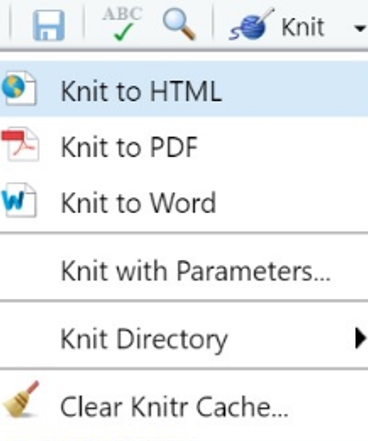 ABC
Knit
Knit to HTML
Knit to PDF
W Knit to Word
Knit with Parameters...
Knit Directory
Clear Knitr Cache...